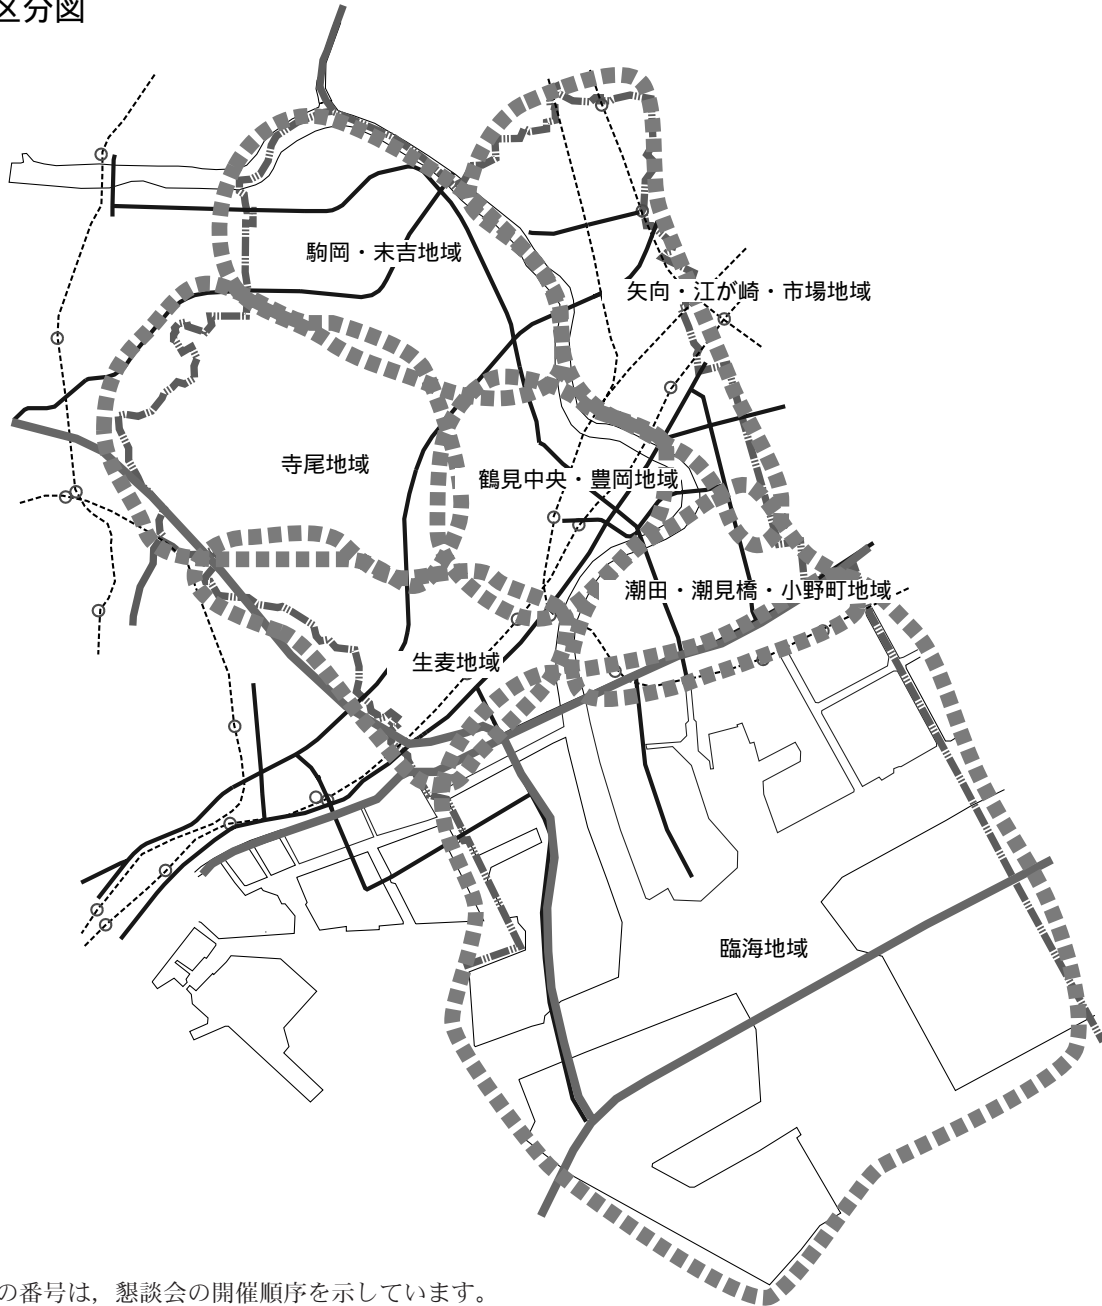 区分図
駒岡・末吉地域
矢向・江が崎・市場地域
寺尾地域
鶴見中央・豊岡地域
潮田・潮見橋・小野町地域
生麦地域
臨海地域
の番号は，懇談会の開催順序を示しています。